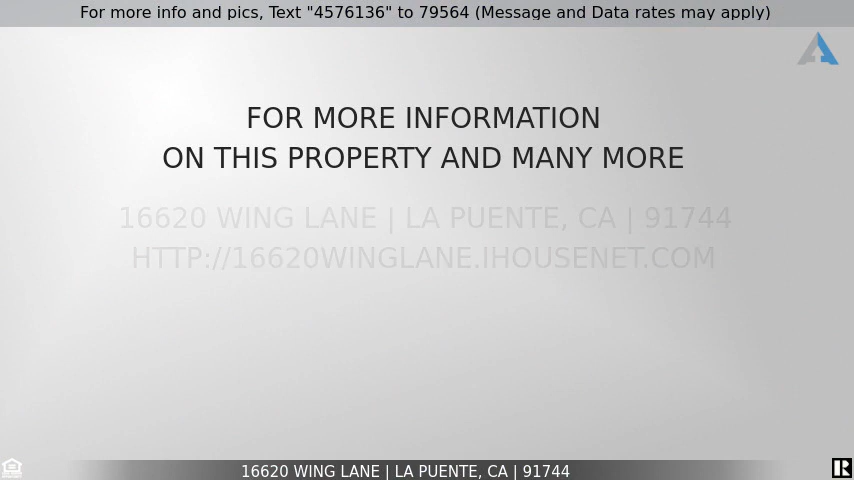 For more info and pics, Text "4576136" to 79564 (Message and Data rates may apply)
FOR MORE INFORMATION
ON THIS PROPERTY AND MANY MORE
16620 WING LANE | LA PUENTE, CA | 91744
HTTP://16620WINGLANE.IHOUSENET.COM
16620 WING LANE | LA PUENTE, CA | 91744